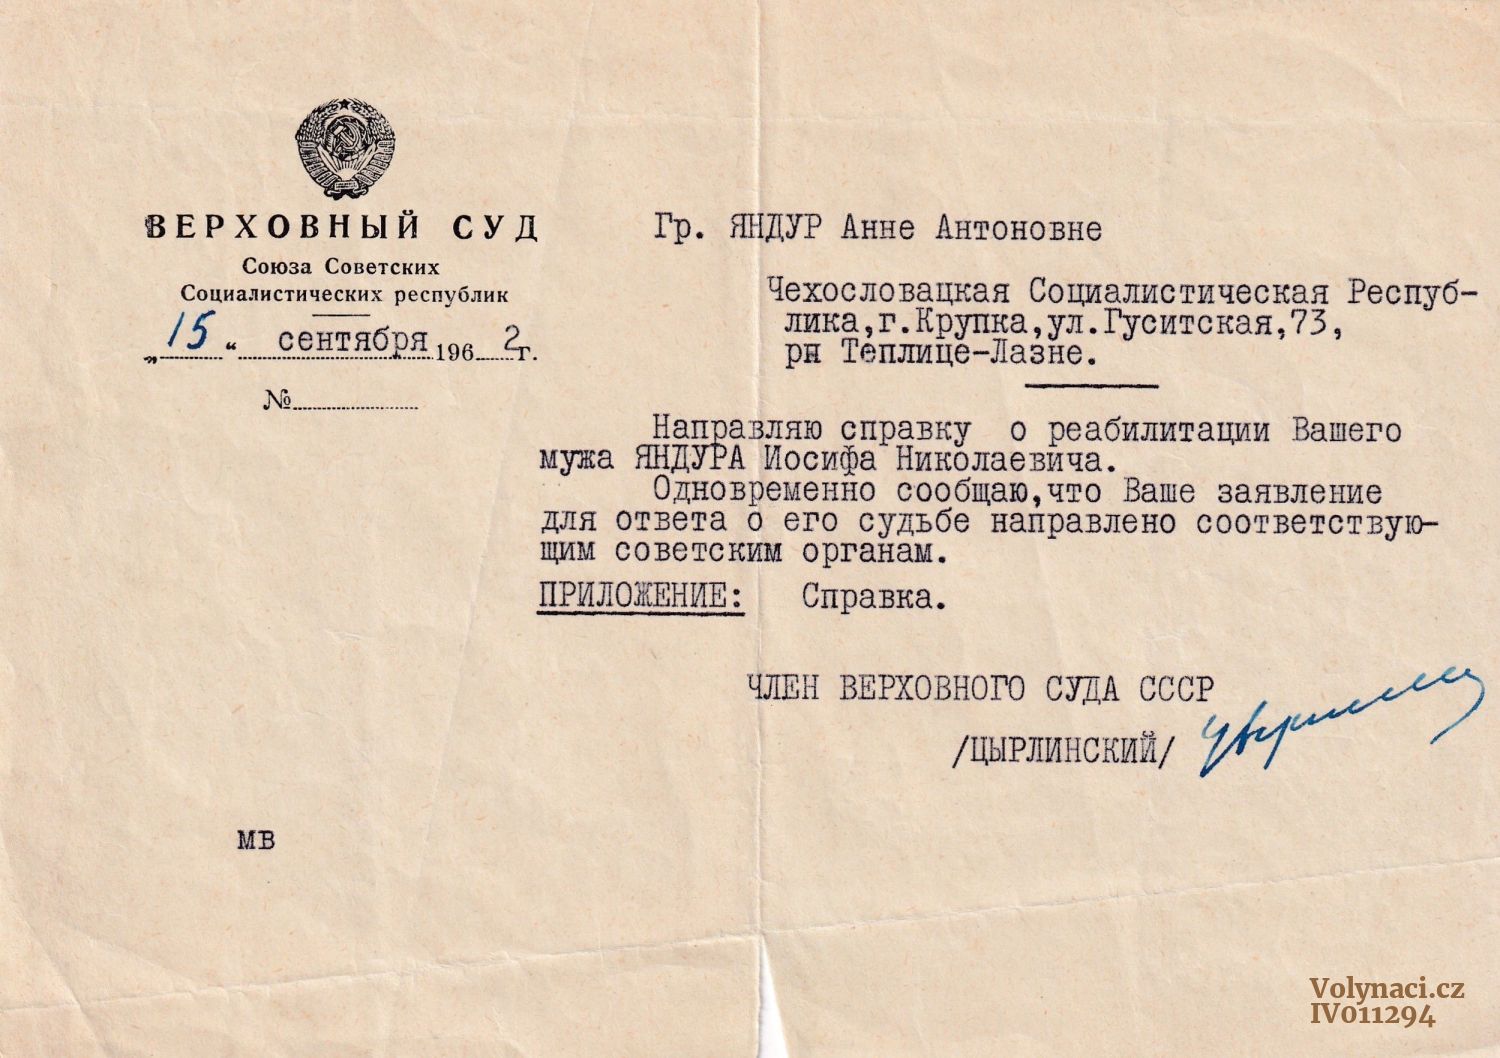 ВЕРХОВНЫЙ СУД
Союза Советских
Социалистических республик
„15“ сентября 1962г.
№
Гр. ЯНДУР Анне Антоновне
Чехословацкая Социалистическая Респуб-
лика,г.Крупка,ул.Гуситская,73,
рн Теплице-Лазне.
Направляю справку о реабилитации Вашего
мужа ЯНДУРА Иосифа Николаевича.
Одновременно сообщаю,что Ваше заявление
для ответа о его судьбе направлено соответствую-
щим советским органам.
ПРИЛОЖЕНИЕ: Справка.
ЧЛЕН ВЕРХОВНОГО СУДА СССР
/ЦЫРЛИНСКИЙ/
мв
Volynaci.cz
IV011294